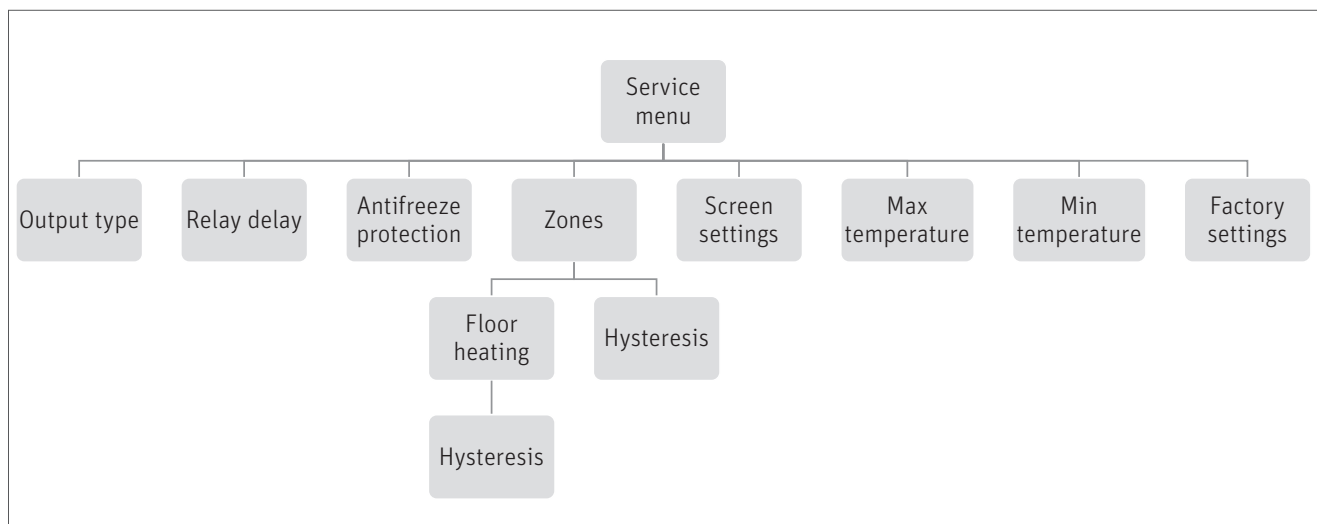 Service
menu
Output type
Relay delay
Antifreeze
protection
Zones
Screen
settings
Max
temperature
Min
temperature
Factory
settings
Floor
heating
Hysteresis
Hysteresis